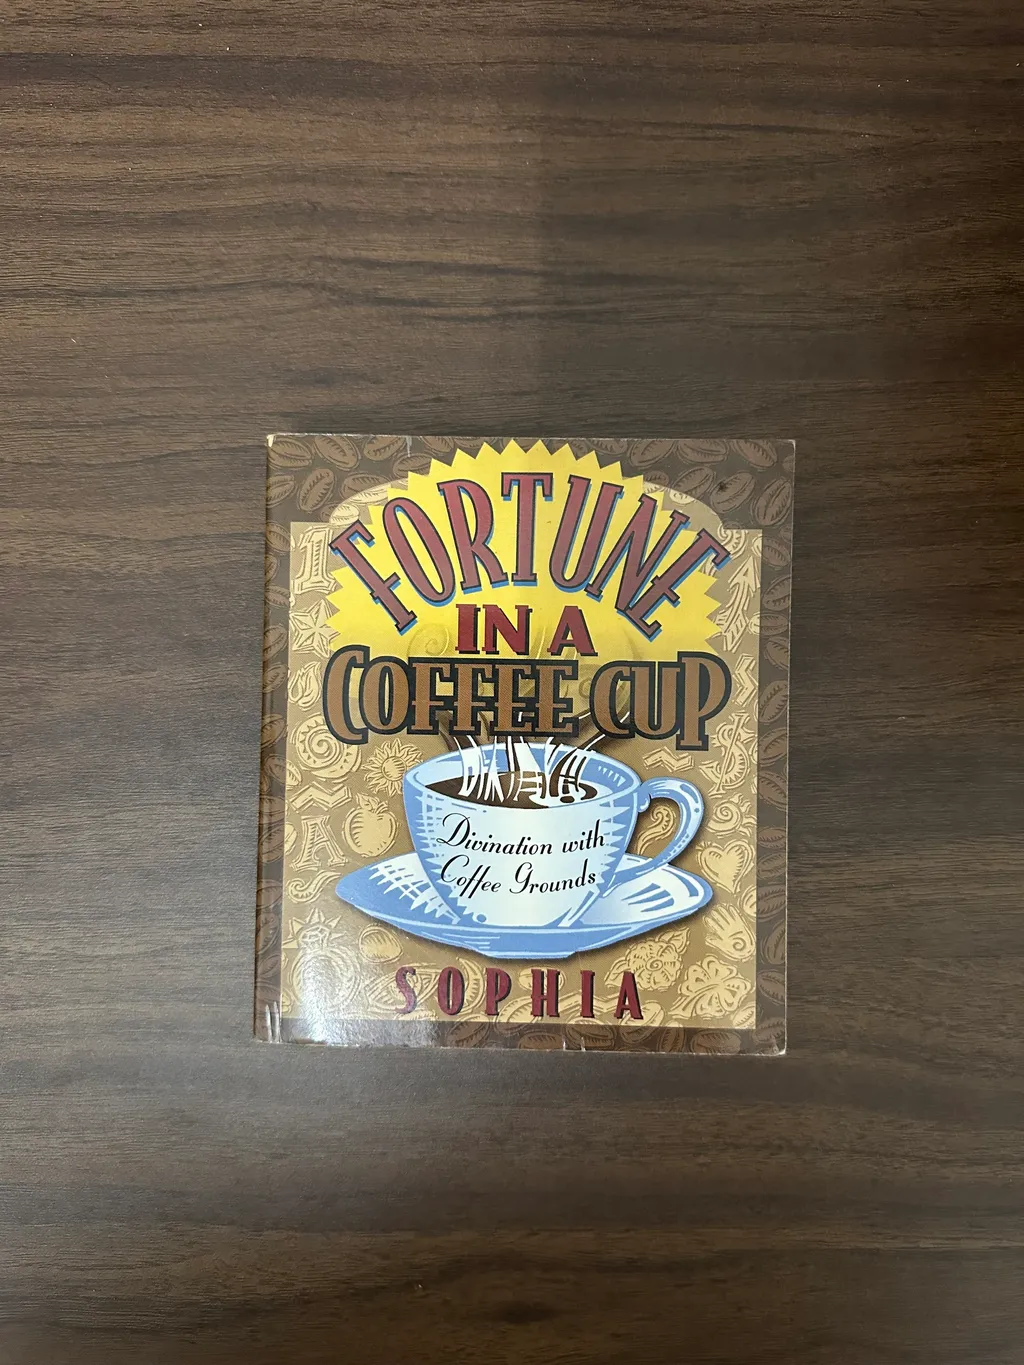 FORTUNE
IN A
COFFEE CUP
Divination with
Coffee Grounds
SOPHIA